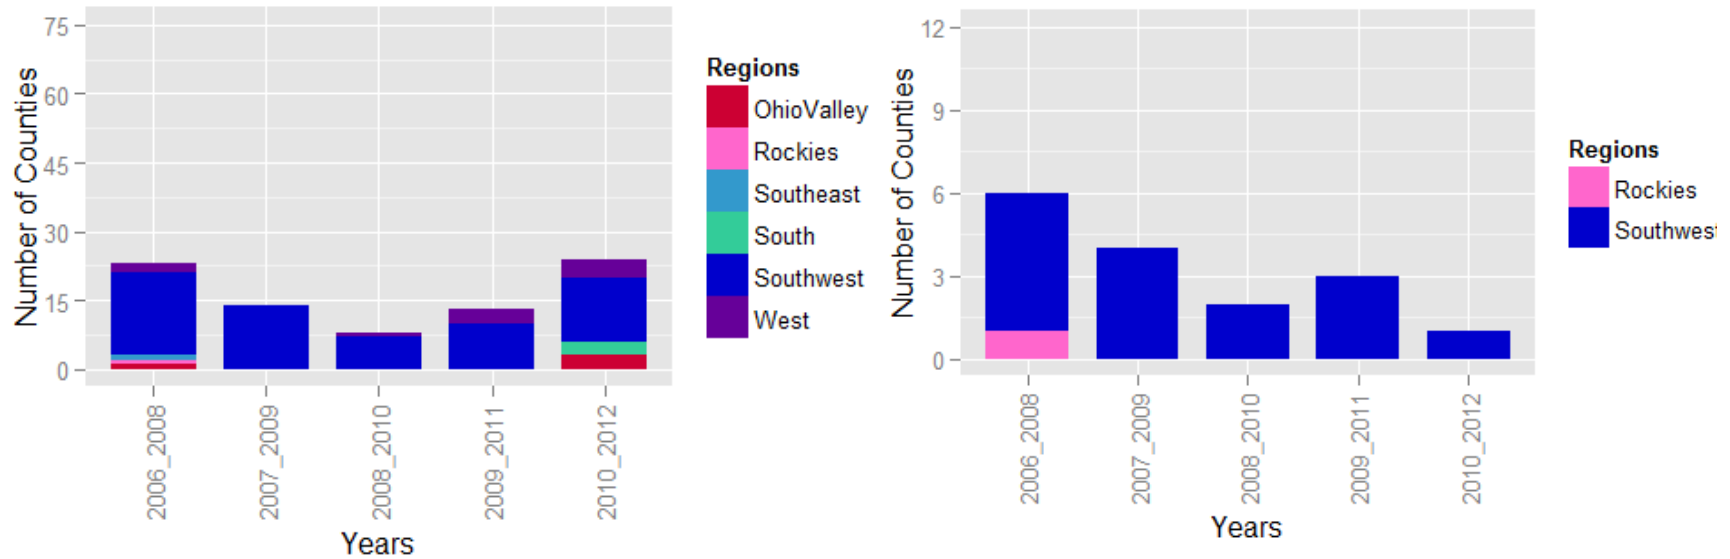 Number of Counties
75
60
45
30
15
0
2006_2008
2007_2009
2008_2010
2009_2011
2010_2012
Years
Regions
OhioValley
Rockies
Southeast
South
Southwest
West
Number of Counties
12
9
6
3
0
2006_2008
2007_2009
2008_2010
2009_2011
2010_2012
Years
Regions
Rockies
Southwest